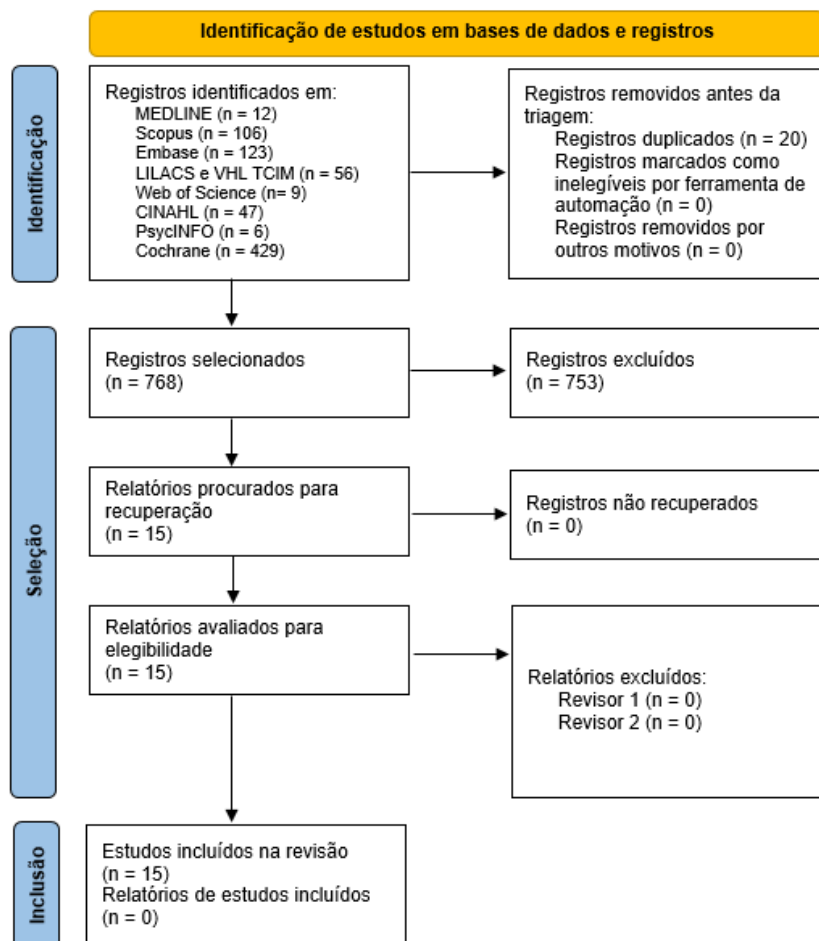 Identificação de estudos em bases de dados e registros
Identificação
Registros identificados em:
MEDLINE (n = 12)
Scopus (n = 106)
Embase (n = 123)
LILACS e VHL TCIM (n = 56)
Web of Science (n= 9)
CINAHL (n = 47)
PsycINFO (n = 6)
Cochrane (n = 429)
Registros removidos antes da
triagem:
Registros duplicados (n = 20)
Registros marcados como
inelegíveis por ferramenta de
automação (n = 0)
Registros removidos por
outros motivos (n = 0)
Seleção
Registros selecionados
(n = 768)
Registros excluídos
(n = 753)
Relatórios procurados para
recuperação
(n = 15)
Registros não recuperados
(n = 0)
Relatórios avaliados para
elegibilidade
(n = 15)
Relatórios excluídos:
Revisor 1 (n = 0)
Revisor 2 (n = 0)
Inclusão
Estudos incluídos na revisão
(n = 15)
Relatórios de estudos incluídos
(n = 0)